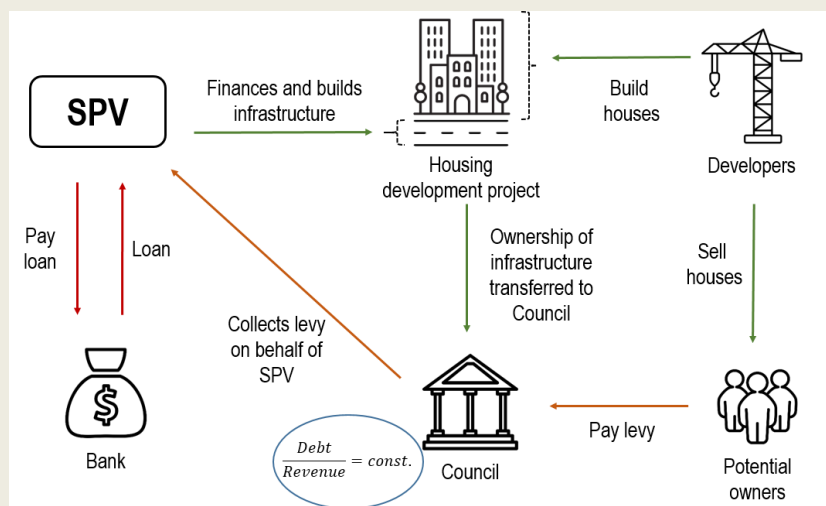 SPV
Finances and builds
infrastructure
Build
houses
Housing
development project
Developers
Pay
loan
Loan
Ownership of
infrastructure
transferred to
Council
Sell
houses
Collects levy
on behalf of
SPV
$
Bank
Debt
Revenue = const.
Council
Pay levy
Potential
owners